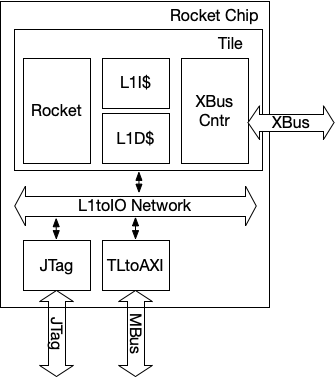 Rocket Chip
Tile
Rocket
L1I$
L1D$
XBus
Cntr
XBus
L1toIO Network
JTag
TLtoAXI
JTag
MBus